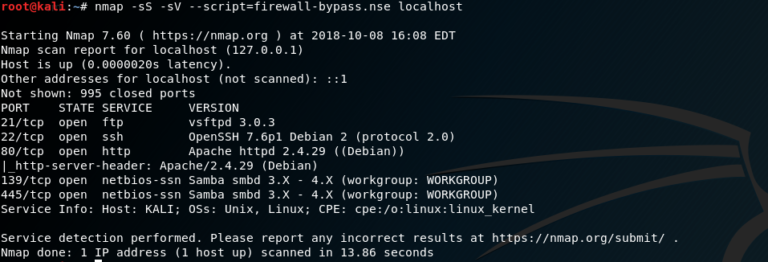 root@kali:~# nmap -sS -sV --script=firewall-bypass.nse localhost
Starting Nmap 7.60 ( https://nmap.org ) at 2018-10-08 16:08 EDT
Nmap scan report for localhost (127.0.0.1)
Host is up (0.0000020s latency).
Other addresses for localhost (not scanned): ::1
Not shown: 995 closed ports
PORT    STATE SERVICE     VERSION
21/tcp  open  ftp         vsftpd 3.0.3
22/tcp  open  ssh         OpenSSH 7.6p1 Debian 2 (protocol 2.0)
80/tcp  open  http        Apache httpd 2.4.29 ((Debian))
|_http-server-header: Apache/2.4.29 (Debian)
139/tcp open  netbios-ssn Samba smbd 3.X - 4.X (workgroup: WORKGROUP)
445/tcp open  netbios-ssn Samba smbd 3.X - 4.X (workgroup: WORKGROUP)
Service Info: Host: KALI; OSs: Unix, Linux; CPE: cpe:/o:linux:linux_kernel
Service detection performed. Please report any incorrect results at https://nmap.org/submit/ .
Nmap done: 1 IP address (1 host up) scanned in 13.86 seconds